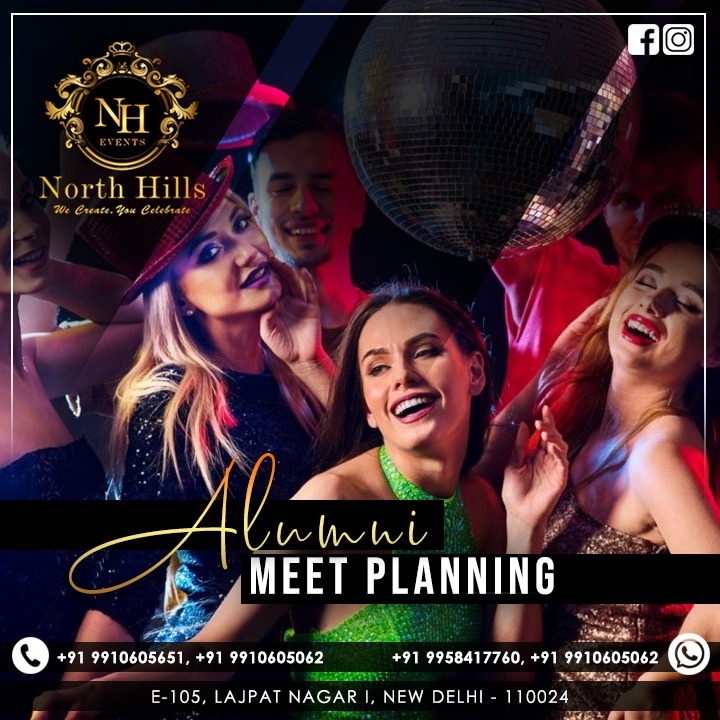 NH
EVENTS
North Hills
We Create, You Celebrate
Alumni
MEET PLANNING
+91 9910605651, +91 9910605062
+91 9958417760, +91 9910605062
E-105, LAJPAT NAGAR I, NEW DELHI - 110024